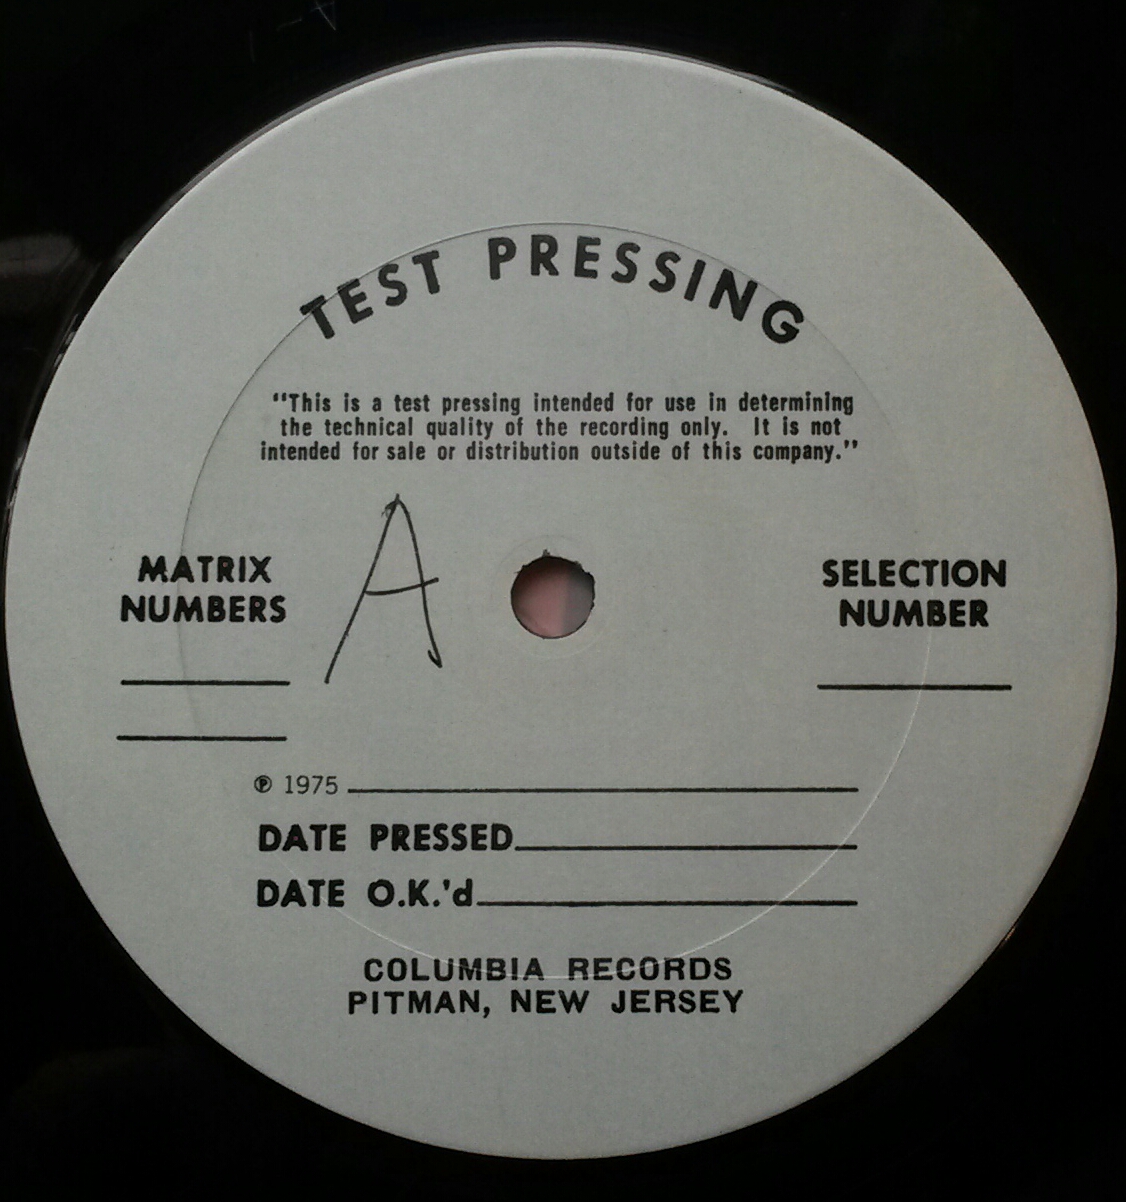 TEST PRESSING
"This is a test pressing intended for use in determining
the technical quality of the recording only. It is not
intended for sale or distribution outside of this company."
A
MATRIX
NUMBERS
SELECTION
NUMBER
℗ 1975
DATE PRESSED
DATE O.K.'d
COLUMBIA RECORDS
PITMAN, NEW JERSEY